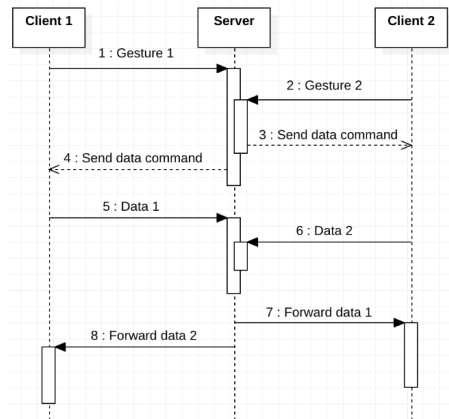 Client 1
Server
Client 2
1 : Gesture 1
2 : Gesture 2
3 : Send data command
4 : Send data command
5 : Data 1
6 : Data 2
7 : Forward data 1
8 : Forward data 2